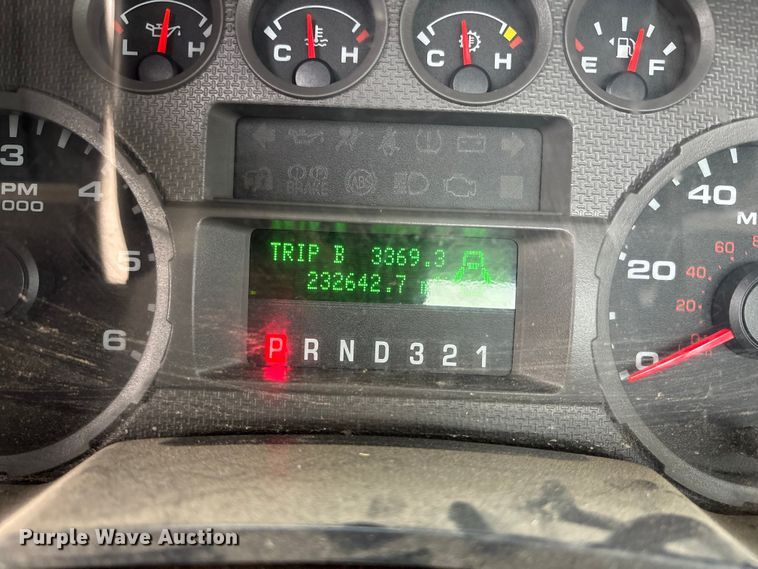 L H
C H
C H
E F
3
PM
000
4
5
6
BRAKE
ABS
TRIP B 3369.3
232642.7
P R N D 3 2 1
40
M
20
0
60
40
20
Purple Wave Auction